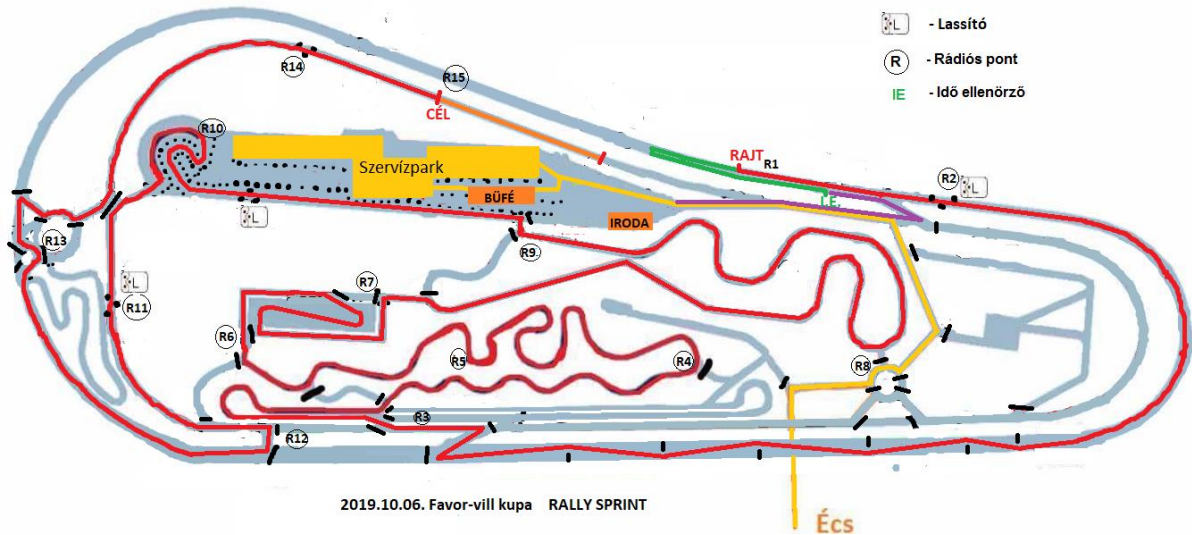 L - Lassító
R - Rádiós pont
IE - Idő ellenörző
R14
R15
CÉL
R10
Szervízpark
RAJT
R1
I.E.
R2
L
BÜFÉ
L
IRODA
R13
R9
L
R11
R7
R6
R5
R4
R8
R3
R12
2019.10.06. Favor-vill kupa RALLY SPRINT
Écs